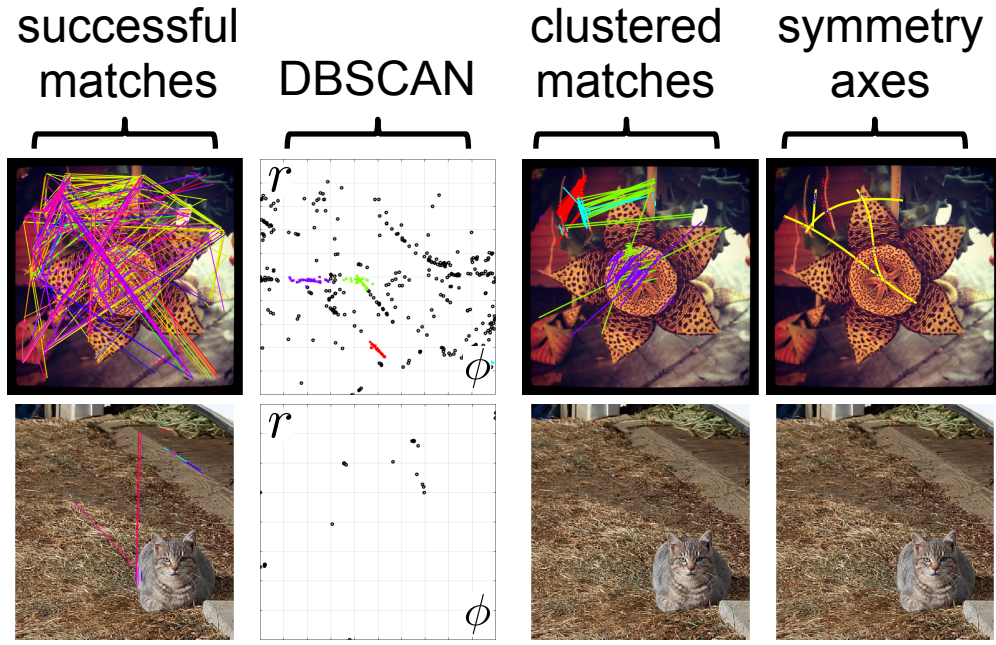 successful
matches
DBSCAN
clustered
matches
symmetry
axes
r
ϕ
r
ϕ